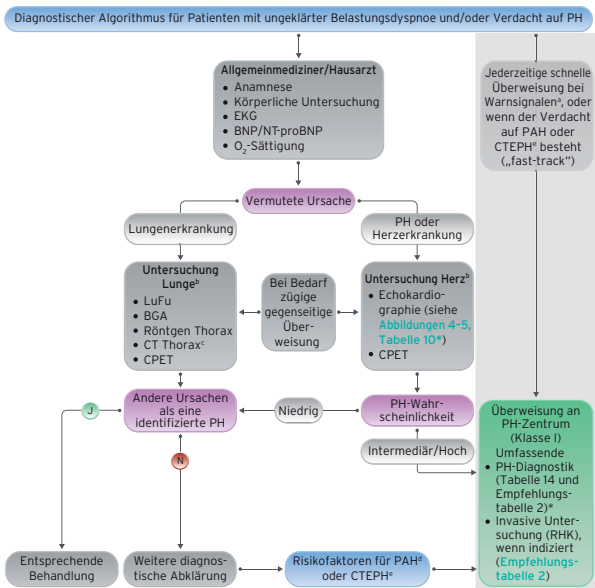 Diagnostischer Algorithmus für Patienten mit ungeklärter Belastungsdyspnoe und/oder Verdacht auf PH
Allgemeinmediziner/Hausarzt
• Anamnese
• Körperliche Untersuchung
• EKG
• BNP/NT-proBNP
• O₂-Sättigung
Jederzeitige schnelle
Überweisung bei
Warnsignalenᵃ, oder
wenn der Verdacht
auf PAH oder
CTEPHᵉ besteht
(„fast-track“)
Vermutete Ursache
Lungenerkrankung
PH oder
Herzerkrankung
Untersuchung
Lungeᵇ
• LuFu
• BGA
• Röntgen Thorax
• CT Thoraxᶜ
• CPET
Bei Bedarf
zügige
gegenseitige
Über-
weisung
Untersuchung Herzᵇ
• Echokardio-
graphie (siehe
Abbildungen 4–5,
Tabelle 10*)
• CPET
Andere Ursachen
als eine
identifizierte PH
Niedrig
PH-Wahr-
scheinlichkeit
J
N
Intermediär/Hoch
Überweisung an
PH-Zentrum
(Klasse I)
Umfassende
• PH-Diagnostik
(Tabelle 14 und
Empfehlungs-
tabelle 2)*
• Invasive Unter-
suchung (RHK),
wenn indiziert
(Empfehlungs-
tabelle 2)
Entsprechende
Behandlung
Weitere diagnos-
tische Abklärung
Risikofaktoren für PAHᵈ
oder CTEPHᵉ